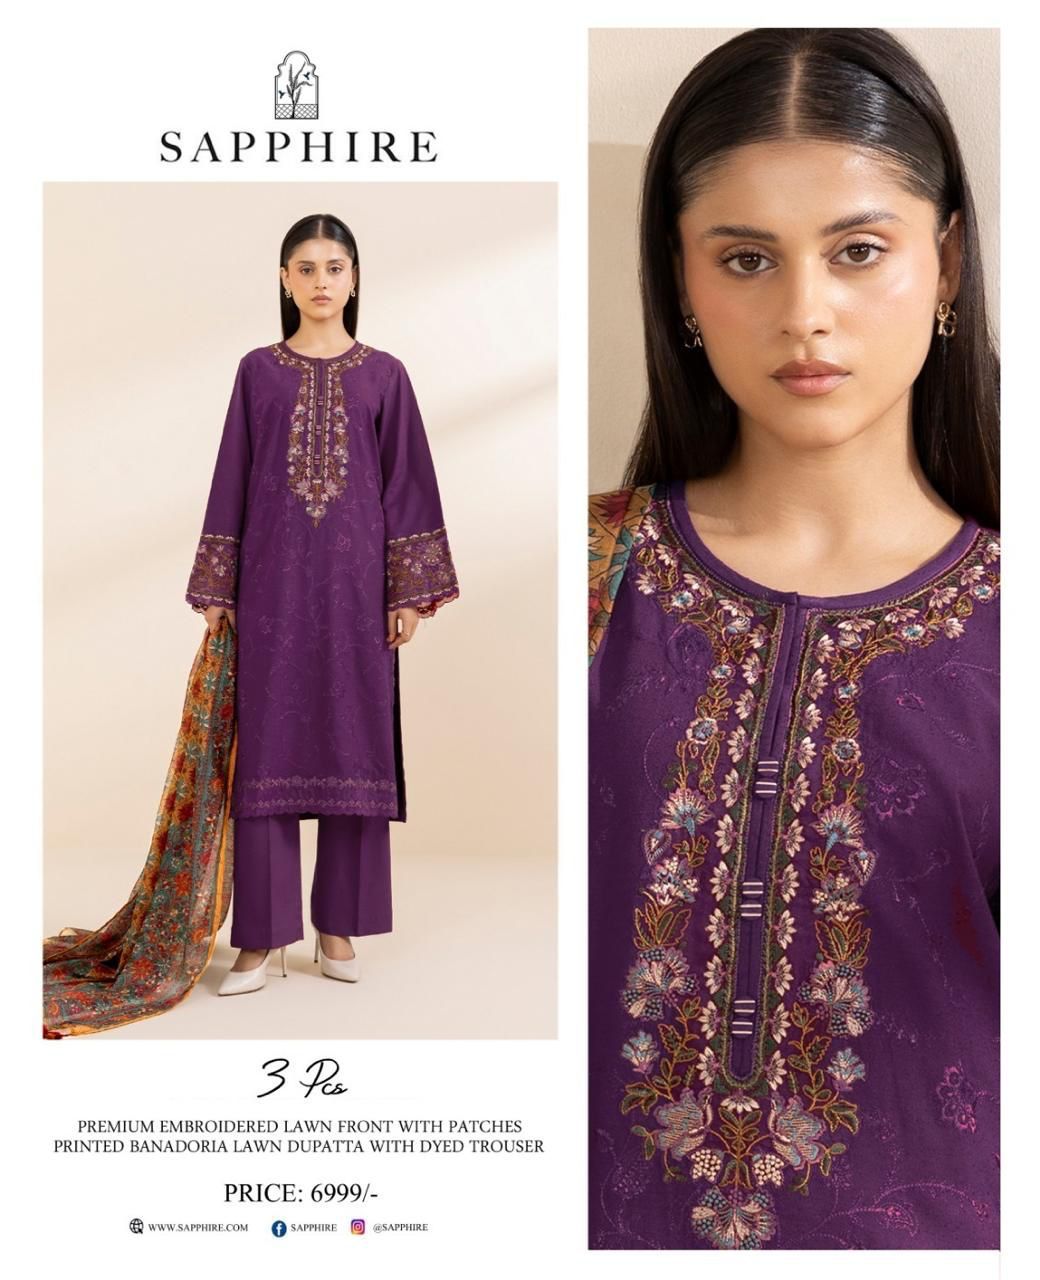 SAPPHIRE
3 Pcs
PREMIUM EMBROIDERED LAWN FRONT WITH PATCHES
PRINTED BANADORIA LAWN DUPATTA WITH DYED TROUSER
PRICE: 6999/-
WWW.SAPPHIRE.COM SAPPHIRE @SAPPHIRE